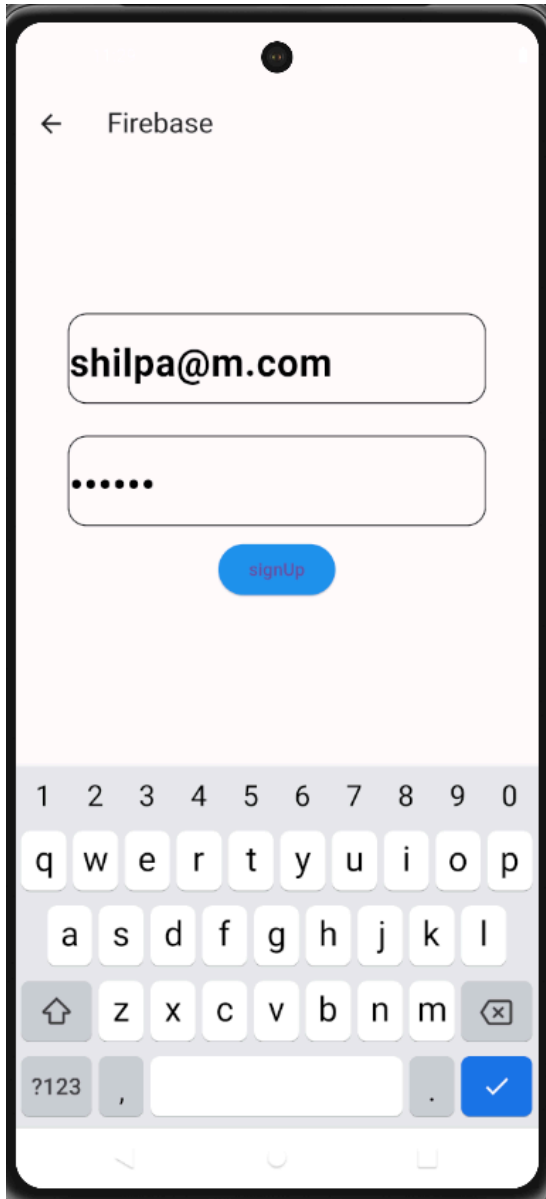 Firebase
shilpa@m.com
••••••
signUp
1 2 3 4 5 6 7 8 9 0
q w e r t y u i o p
a s d f g h j k l
z x c v b n m
?123 , .